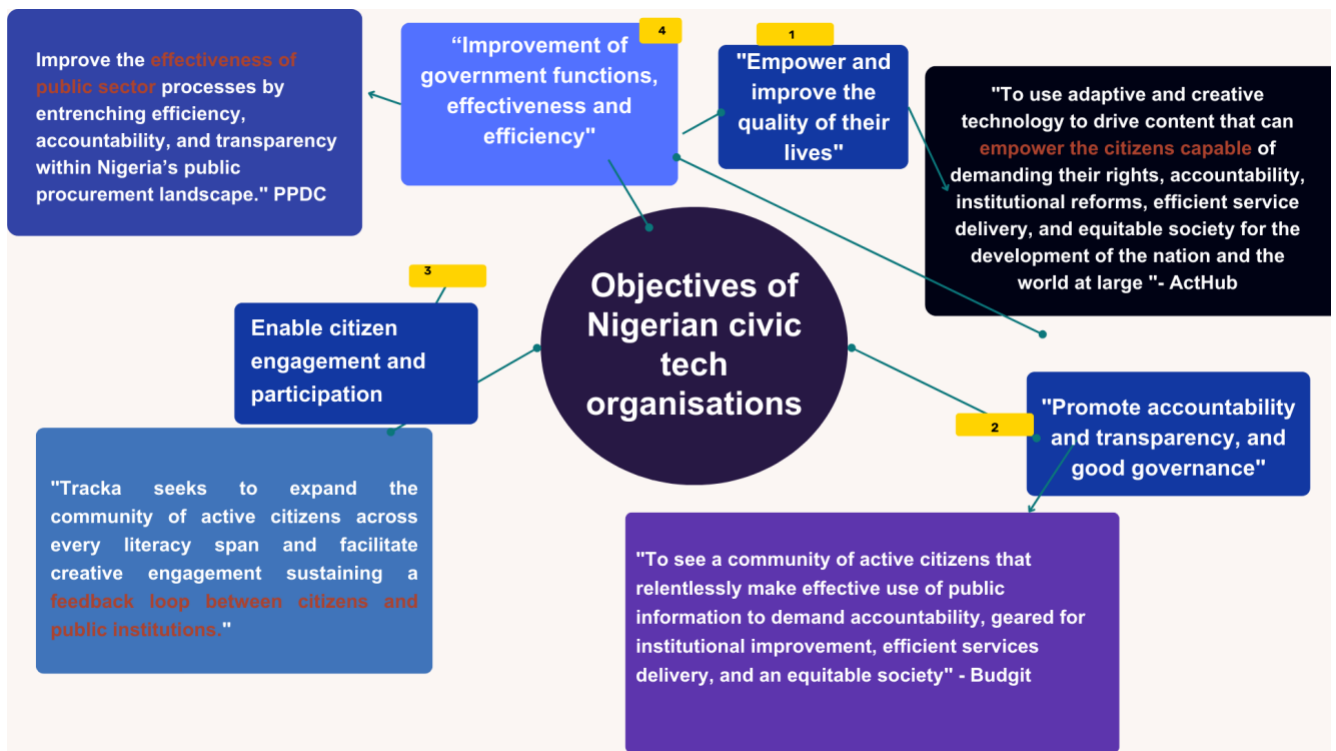 Improve the effectiveness of
public sector processes by
entrenching efficiency,
accountability, and transparency
within Nigeria’s public
procurement landscape." PPDC
4
“Improvement of
government functions,
effectiveness and
efficiency"
1
"Empower and
improve the
quality of their
lives"
"To use adaptive and creative
technology to drive content that can
empower the citizens capable of
demanding their rights, accountability,
institutional reforms, efficient service
delivery, and equitable society for the
development of the nation and the
world at large "- ActHub
3
Enable citizen
engagement and
participation
Objectives of
Nigerian civic
tech
organisations
2
"Promote accountability
and transparency, and
good governance"
"Tracka seeks to expand the
community of active citizens across
every literacy span and facilitate
creative engagement sustaining a
feedback loop between citizens and
public institutions."
"To see a community of active citizens that
relentlessly make effective use of public
information to demand accountability, geared for
institutional improvement, efficient services
delivery, and an equitable society" - Budgit